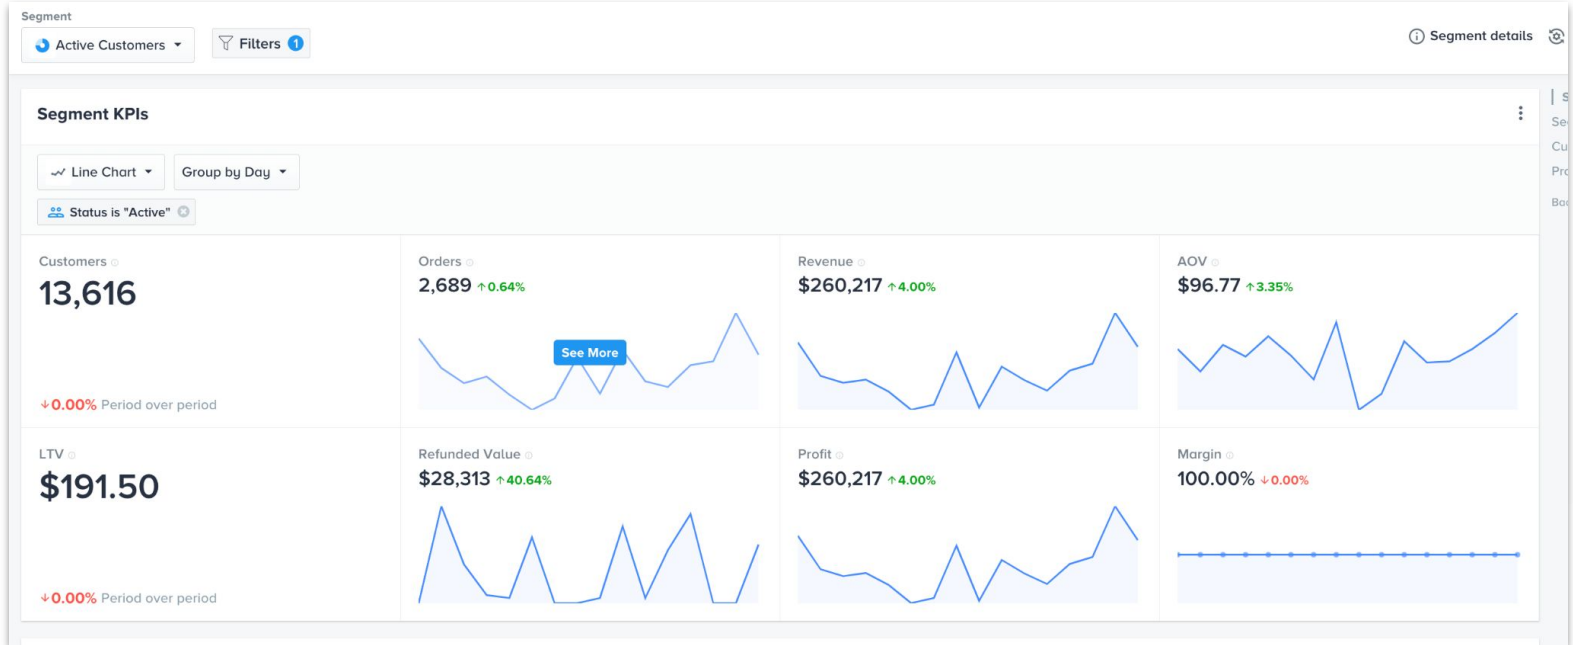 Segment
Active Customers
Filters 1
Segment details
Segment KPIs
Line Chart
Group by Day
Status is "Active"
Customers
13,616
↓0.00% Period over period
Orders
2,689 ↑0.64%
See More
Revenue
$260,217 ↑4.00%
AOV
$96.77 ↑3.35%
LTV
$191.50
↓0.00% Period over period
Refunded Value
$28,313 ↑40.64%
Profit
$260,217 ↑4.00%
Margin
100.00% ↓0.00%